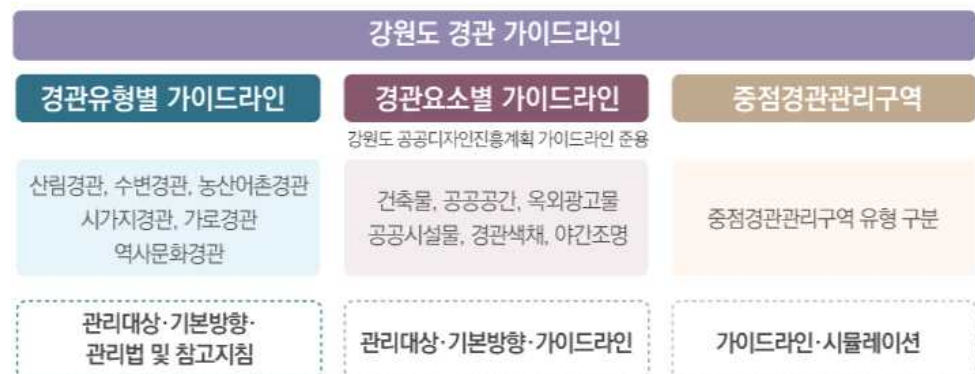 강원도 경관 가이드라인
경관유형별 가이드라인
경관요소별 가이드라인
중점경관관리구역
강원도 공공디자인진흥계획 가이드라인 준용
산림경관, 수변경관, 농산어촌경관
시가지경관, 가로경관
역사문화경관
건축물, 공공공간, 옥외광고물
공공시설물, 경관색채, 야간조명
중점경관관리구역 유형 구분
관리대상·기본방향·
관리법 및 참고지침
관리대상·기본방향·가이드라인
가이드라인·시뮬레이션